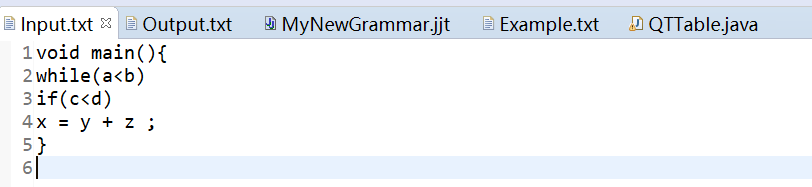 Input.txt Output.txt MyNewGrammar.jjt Example.txt QTTable.java
1 void main(){
2 while(a<b)
3 if(c<d)
4 x = y + z ;
5 }
6